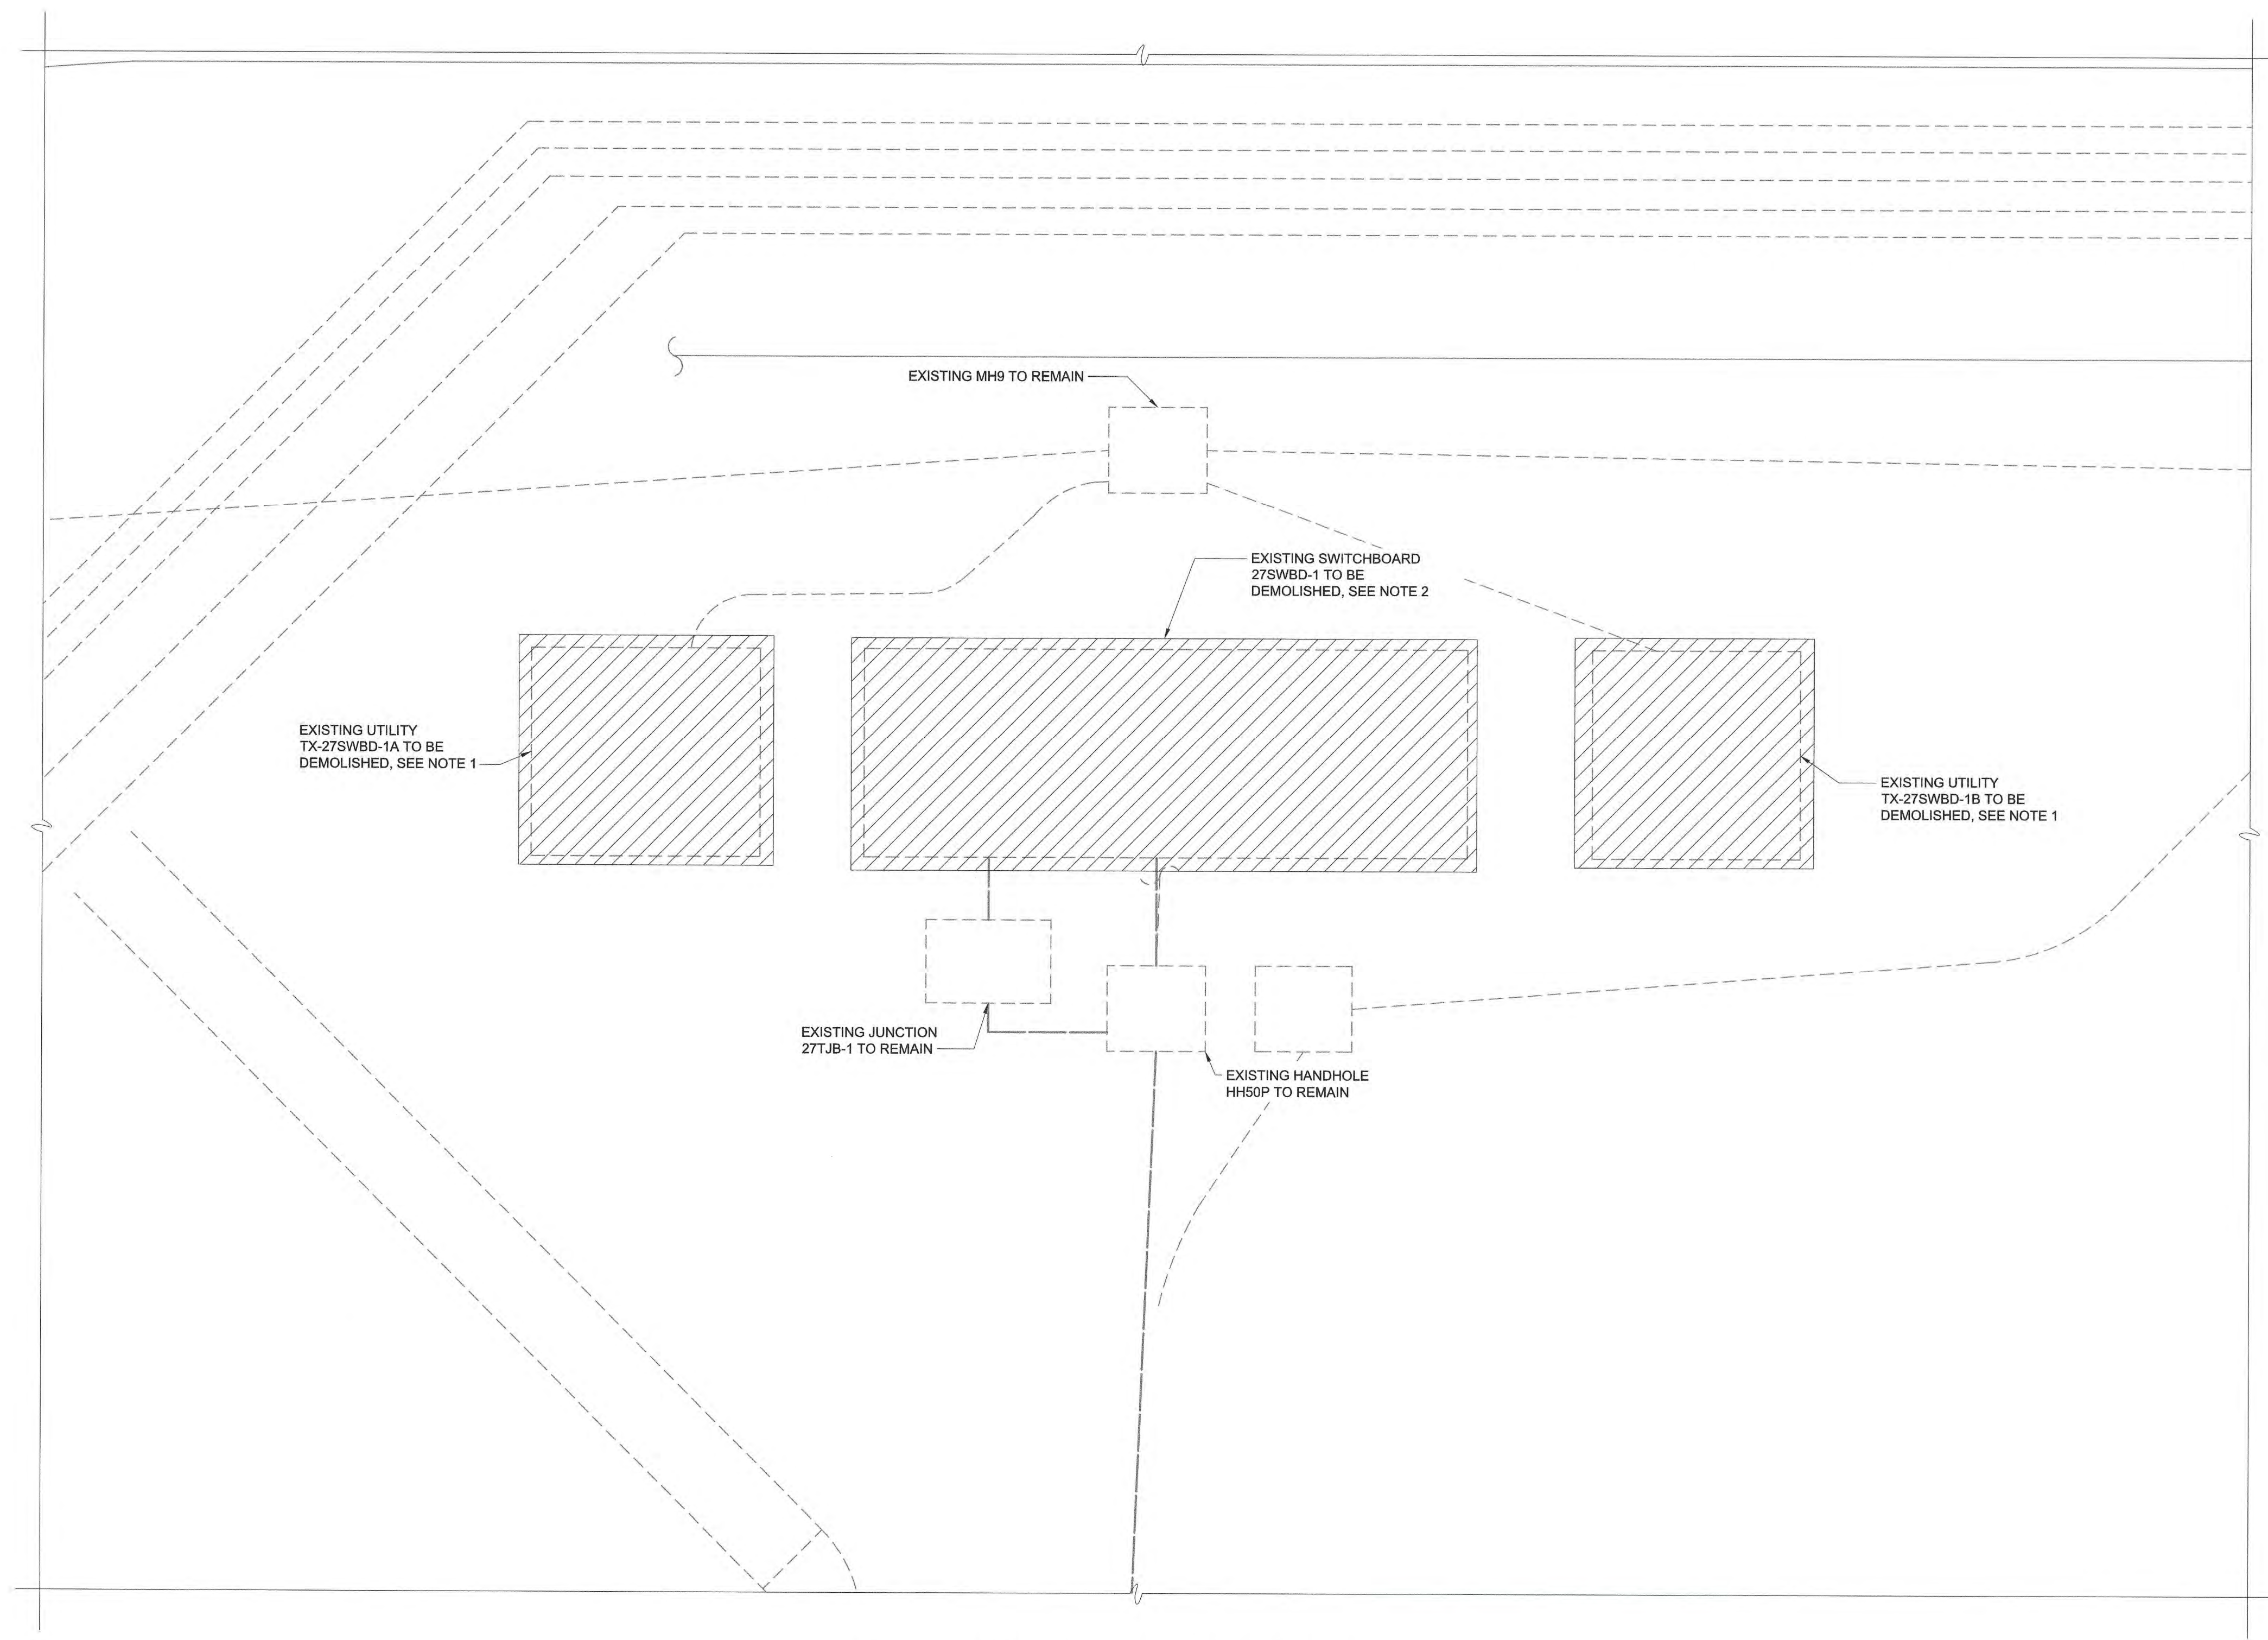 EXISTING MH9 TO REMAIN
EXISTING SWITCHBOARD
27SWBD-1 TO BE
DEMOLISHED, SEE NOTE 2
EXISTING UTILITY
TX-27SWBD-1A TO BE
DEMOLISHED, SEE NOTE 1
EXISTING UTILITY
TX-27SWBD-1B TO BE
DEMOLISHED, SEE NOTE 1
EXISTING JUNCTION
27TJB-1 TO REMAIN
EXISTING HANDHOLE
HH50P TO REMAIN